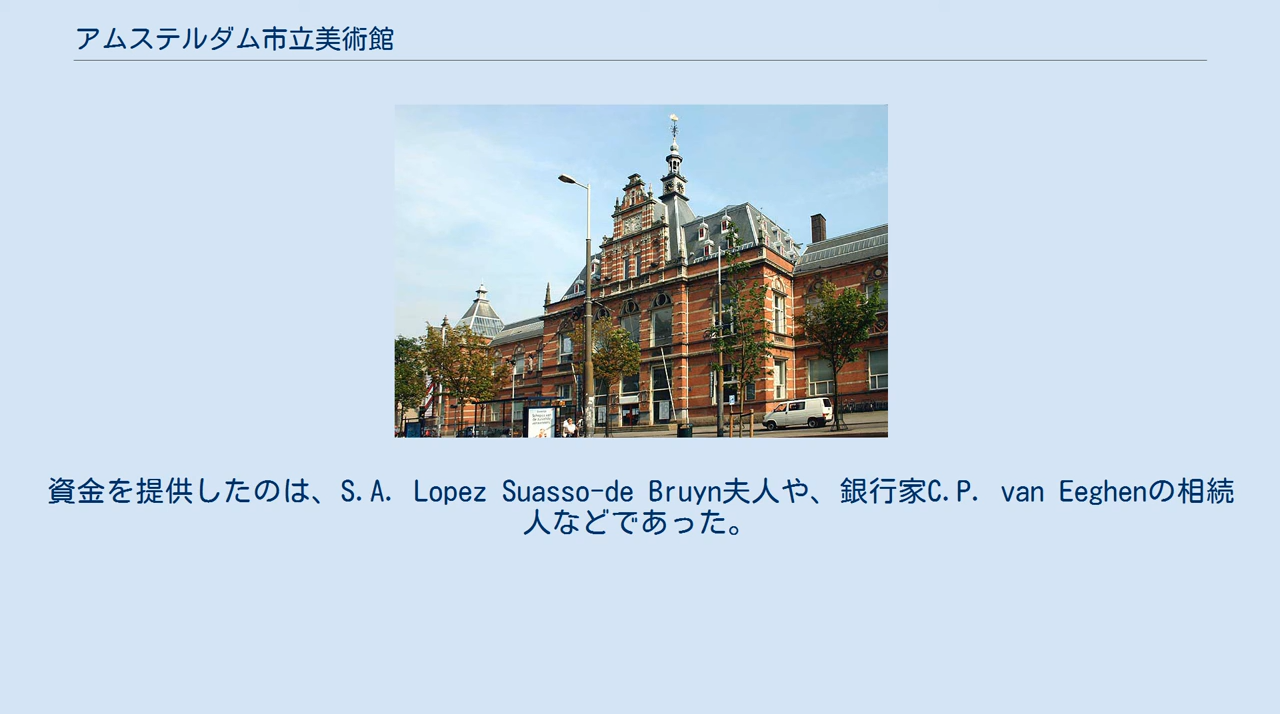 アムステルダム市立美術館
資金を提供したのは、S.A. Lopez Suasso-de Bruyn夫人や、銀行家C.P. van Eeghenの相続
人などであった。